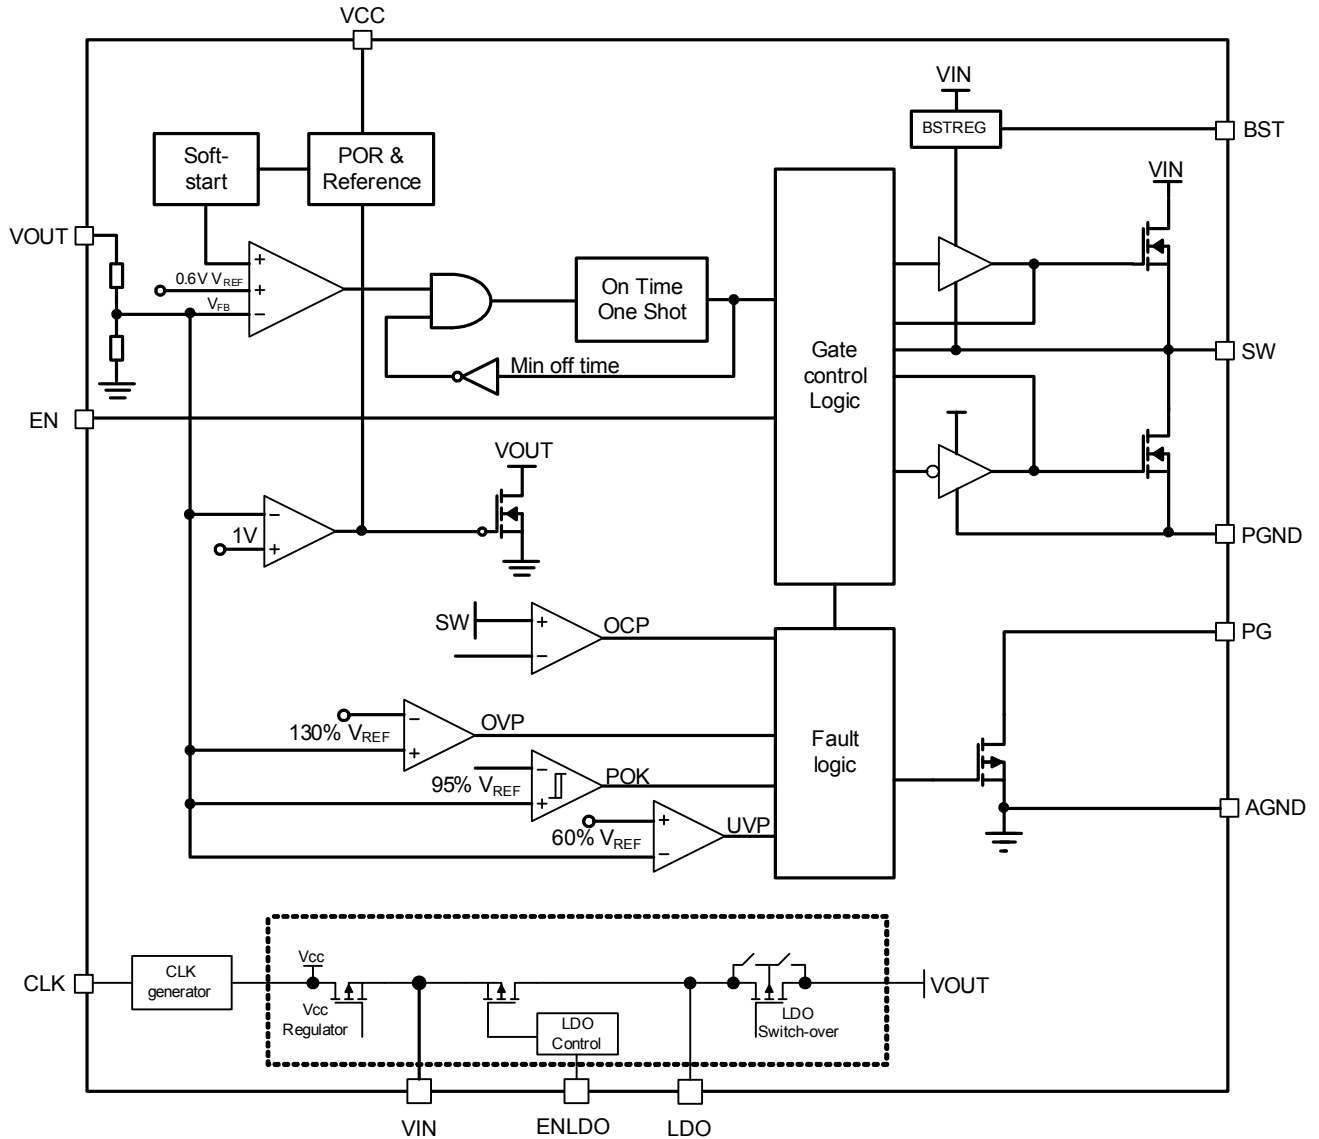 VCC
VIN
BSTREG
BST
Soft-
start
POR &
Reference
VIN
VOUT
0.6V VREF
+
+
VFB
−
On Time
One Shot
Min off time
Gate
control
Logic
SW
EN
VOUT
1V
−
+
PGND
SW
+
−
OCP
PG
130% VREF
−
+
OVP
Fault
logic
95% VREF
−
+
POK
60% VREF
+
−
UVP
AGND
CLK
CLK
generator
Vcc
Vcc
Regulator
LDO
Control
LDO
Switch-over
VOUT
VIN
ENLDO
LDO